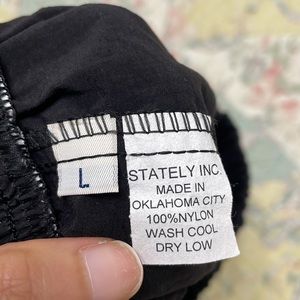 L
STATELY INC.
MADE IN
OKLAHOMA CITY
100%NYLON
WASH COOL
DRY LOW